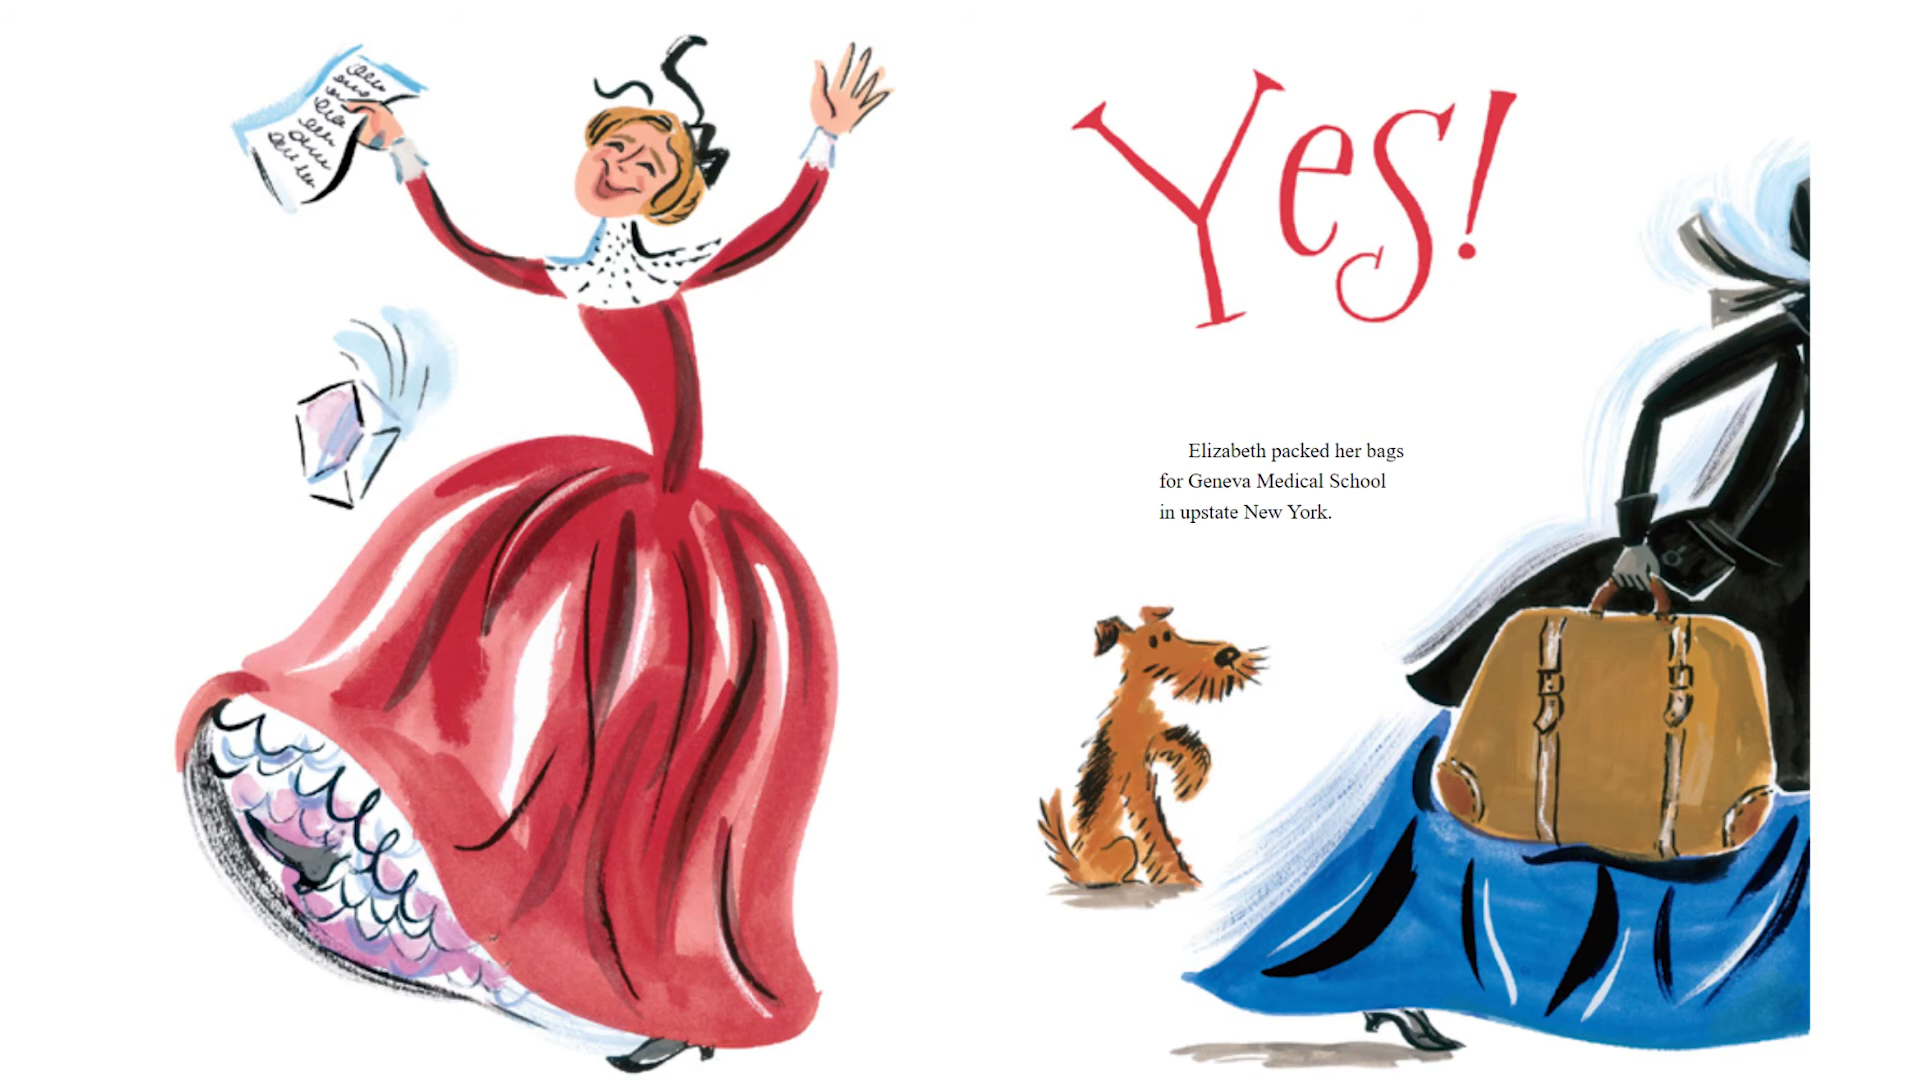 Yes!
Elizabeth packed her bags
for Geneva Medical School
in upstate New York.